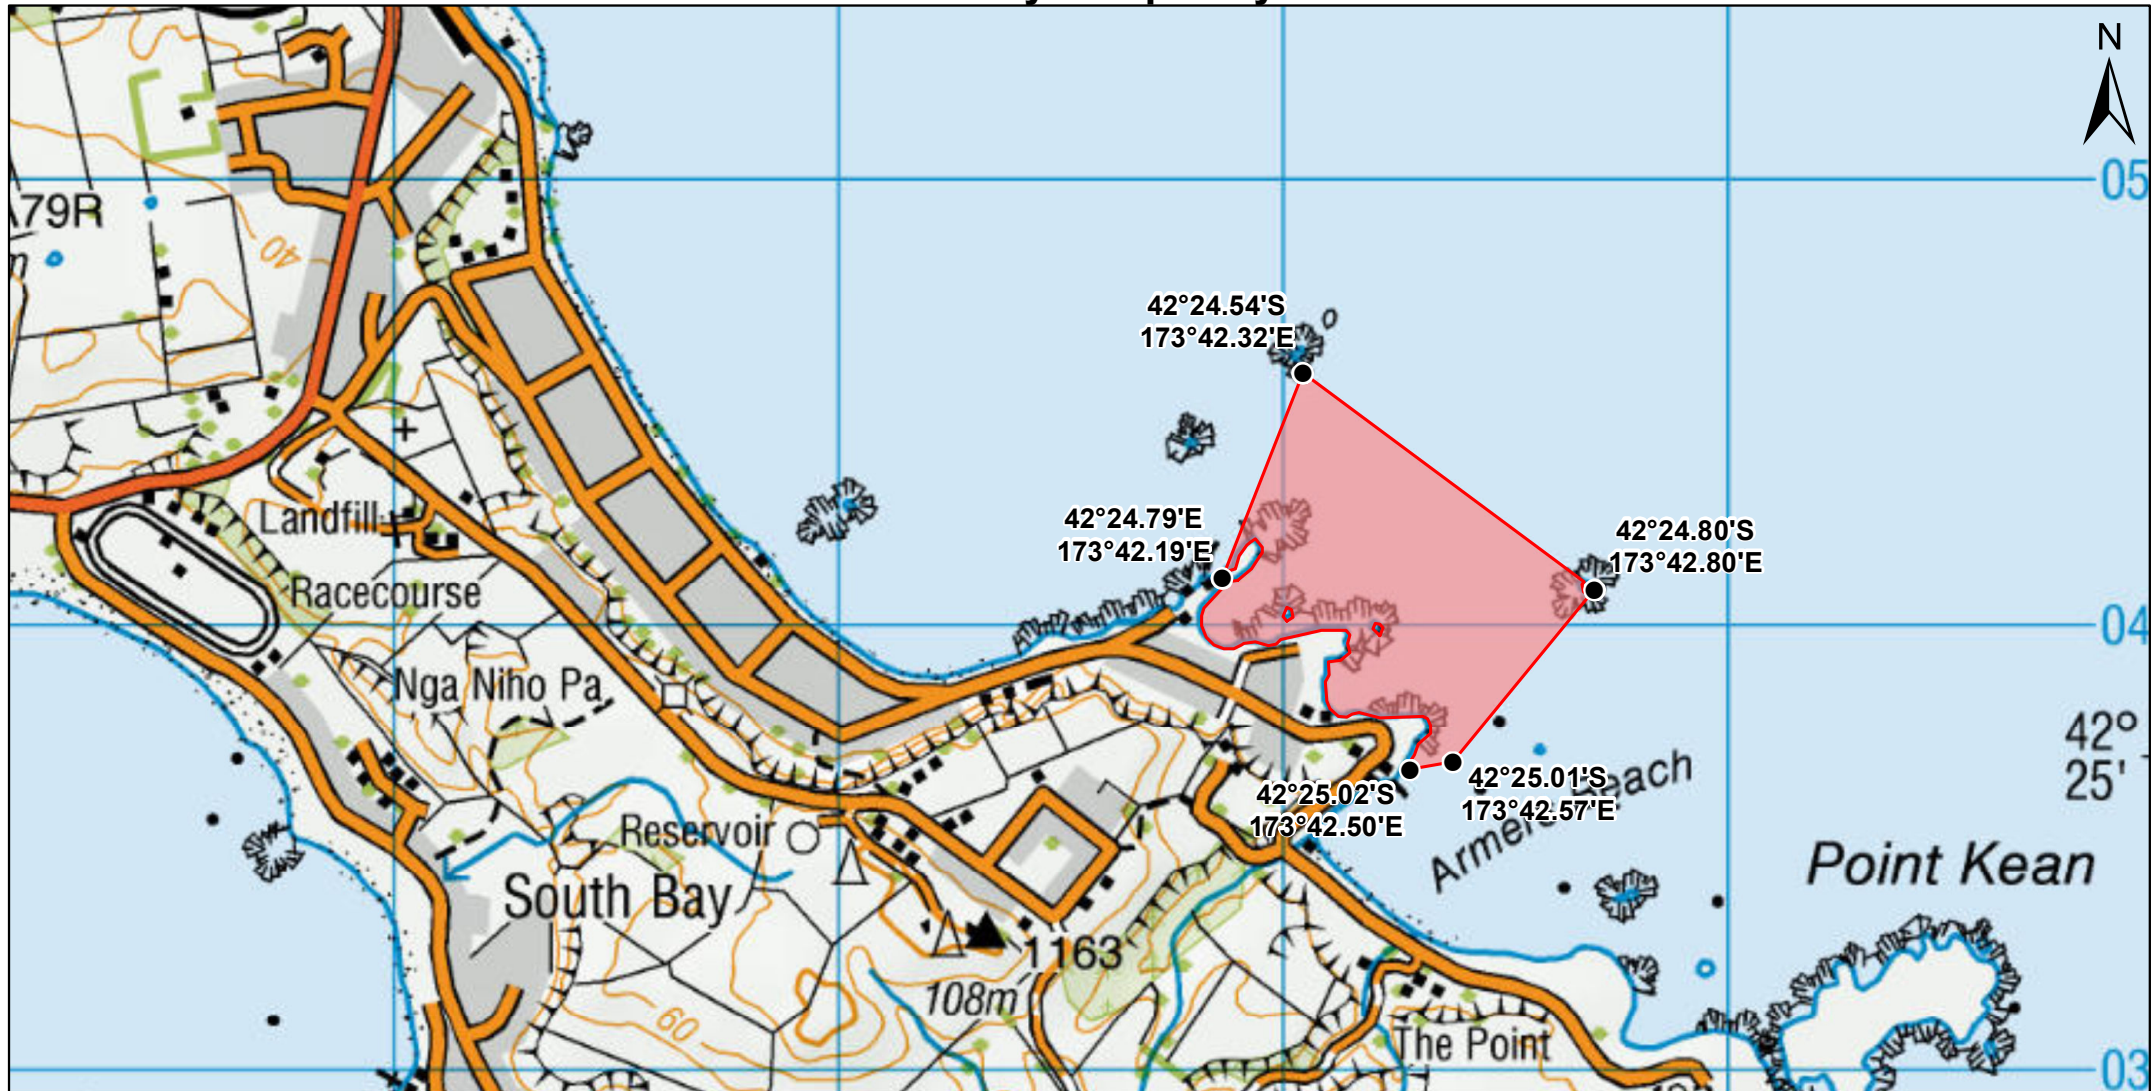 N
05
79R
40
42°24.54'S
173°42.32'E
42°24.79'E
173°42.19'E
42°24.80'S
173°42.80'E
Landfill
Racecourse
04
Nga Niho Pa
42°
25'
42°25.02'S
173°42.50'E
42°25.01'S
173°42.57'E
Beach
Reservoir
Point Kean
South Bay
1163
108m
60
The Point
03